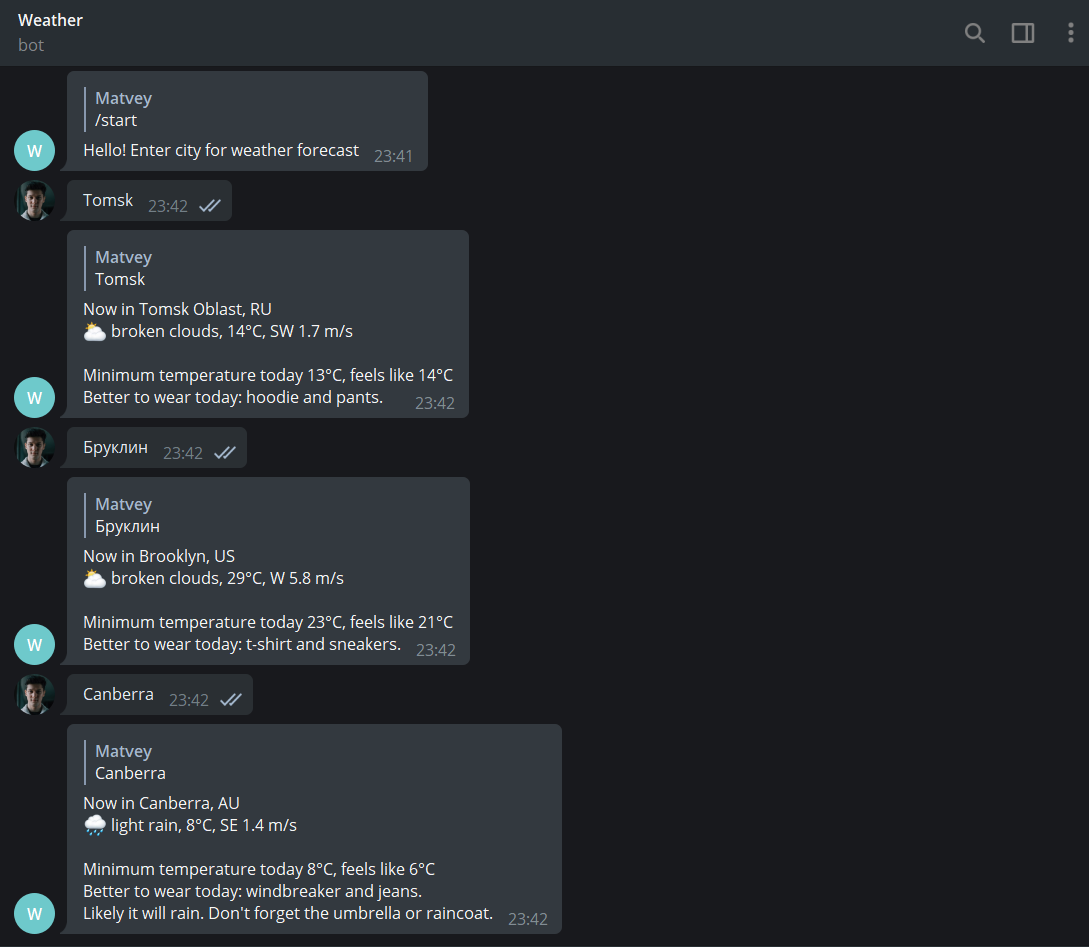 Weather
bot
Matvey
/start
Hello! Enter city for weather forecast 23:41
W
Tomsk 23:42
Matvey
Tomsk
Now in Tomsk Oblast, RU
broken clouds, 14°C, SW 1.7 m/s
Minimum temperature today 13°C, feels like 14°C
Better to wear today: hoodie and pants. 23:42
W
Бруклин 23:42
Matvey
Бруклин
Now in Brooklyn, US
broken clouds, 29°C, W 5.8 m/s
Minimum temperature today 23°C, feels like 21°C
Better to wear today: t-shirt and sneakers. 23:42
W
Canberra 23:42
Matvey
Canberra
Now in Canberra, AU
light rain, 8°C, SE 1.4 m/s
Minimum temperature today 8°C, feels like 6°C
Better to wear today: windbreaker and jeans.
Likely it will rain. Don't forget the umbrella or raincoat. 23:42
W